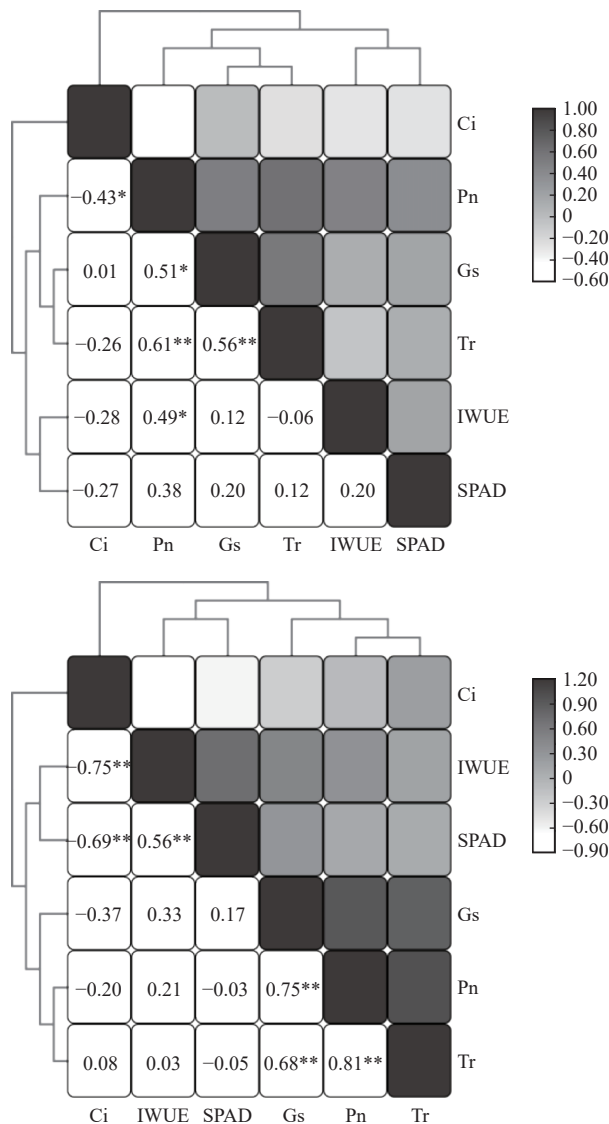 1.00
0.80
0.60
0.40
0.20
0
−0.20
−0.40
−0.60
Ci
−0.43* Pn
0.01 0.51* Gs
−0.26 0.61** 0.56** Tr
−0.28 0.49* 0.12 −0.06 IWUE
−0.27 0.38 0.20 0.12 0.20 SPAD
Ci Pn Gs Tr IWUE SPAD
1.20
0.90
0.60
0.30
0
−0.30
−0.60
−0.90
Ci
−0.75** IWUE
−0.69** 0.56** SPAD
−0.37 0.33 0.17 Gs
−0.20 0.21 −0.03 0.75** Pn
0.08 0.03 −0.05 0.68** 0.81** Tr
Ci IWUE SPAD Gs Pn Tr